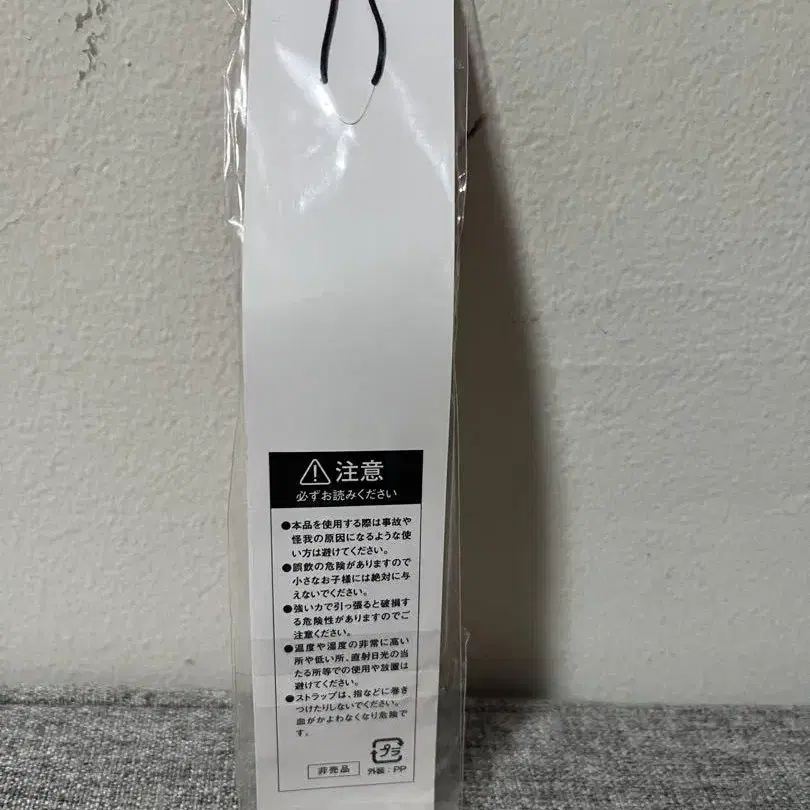 注意
必ずお読みください
●本品を使用する際は事故や
怪我の原因になるような使
い方は避けてください。
●誤飲の危険がありますので
小さなお子様には絶対に与
えないでください。
●強い力で引っ張ると破損す
る危険性がありますのでご
注意ください。
●温度や湿度の非常に高い
所や低い所、直射日光の当
たる所等での使用や放置は
避けてください。
●ストラップは、指などに巻き
つけたりしないでください。
血がかよわなくなり危険で
す。
プラ
非売品 外装:PP